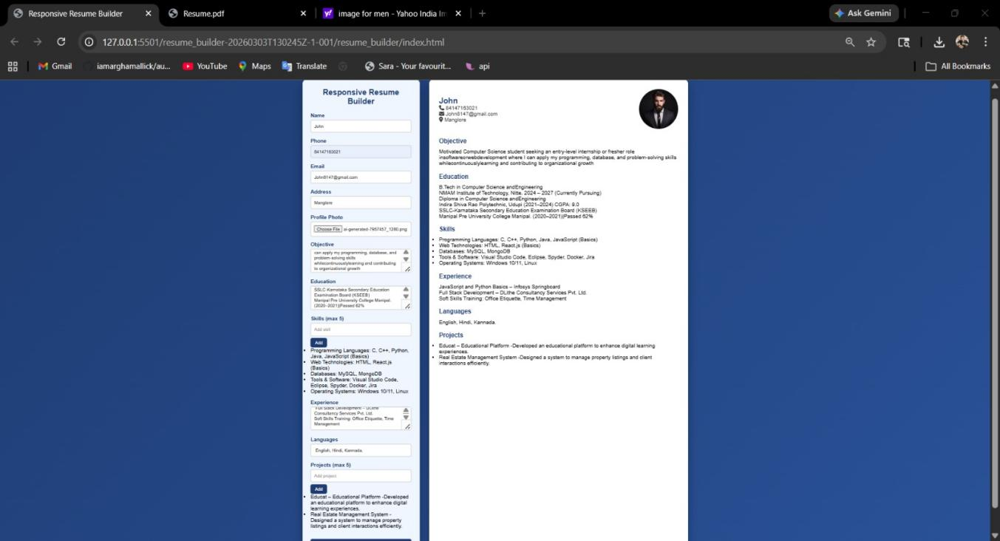 Responsive Resume Builder
Resume.pdf
image for men - Yahoo India Im
Ask Gemini
127.0.0.1:5501/resume_builder-20260303T130245Z-1-001/resume_builder/index.html
Gmail
iamarghamallick/au...
YouTube
Maps
Translate
Sara - Your favourit...
api
All Bookmarks
Responsive Resume
Builder
Name
John
Phone
84147163021
Email
John8147@gmail.com
Address
Manglore
Profile Photo
Choose File ai-generated-7957457_1280.png
Objective
can apply my programming, database, and
problem-solving skills
whilecontinuouslylearning and contributing
to organizational growth
Education
SSLC-Karnataka Secondary Education
Examination Board (KSEEB)
Manipal Pre University College Manipal.
(2020–2021)|Passed 62%
Skills (max 5)
Add skill
Add
Programming Languages: C, C++, Python,
Java, JavaScript (Basics)
Web Technologies: HTML, React.js
(Basics)
Databases: MySQL, MongoDB
Tools & Software: Visual Studio Code,
Eclipse, Spyder, Docker, Jira
Operating Systems: Windows 10/11, Linux
Experience
Full Stack Development – DLithe
Consultancy Services Pvt. Ltd.
Soft Skills Training: Office Etiquette, Time
Management
Languages
English, Hindi, Kannada.
Projects (max 5)
Add project
Add
Educat – Educational Platform -Developed
an educational platform to enhance digital
learning experiences.
Real Estate Management System -
Designed a system to manage property
listings and client interactions efficiently.
John
84147163021
John8147@gmail.com
Manglore
Objective
Motivated Computer Science student seeking an entry-level internship or fresher role
insoftwareorwebdevelopment where I can apply my programming, database, and problem-solving skills
whilecontinuouslylearning and contributing to organizational growth
Education
B.Tech in Computer Science andEngineering
NMAM Institute of Technology, Nitte, 2024 – 2027 (Currently Pursuing)
Diploma in Computer Science andEngineering
Indira Shiva Rao Polytechnic, Udupi (2021–2024) CGPA: 9.0
SSLC-Karnataka Secondary Education Examination Board (KSEEB)
Manipal Pre University College Manipal. (2020–2021)|Passed 62%
Skills
Programming Languages: C, C++, Python, Java, JavaScript (Basics)
Web Technologies: HTML, React.js (Basics)
Databases: MySQL, MongoDB
Tools & Software: Visual Studio Code, Eclipse, Spyder, Docker, Jira
Operating Systems: Windows 10/11, Linux
Experience
JavaScript and Python Basics – Infosys Springboard
Full Stack Development – DLithe Consultancy Services Pvt. Ltd.
Soft Skills Training: Office Etiquette, Time Management
Languages
English, Hindi, Kannada.
Projects
Educat – Educational Platform -Developed an educational platform to enhance digital learning
experiences.
Real Estate Management System -Designed a system to manage property listings and client
interactions efficiently.